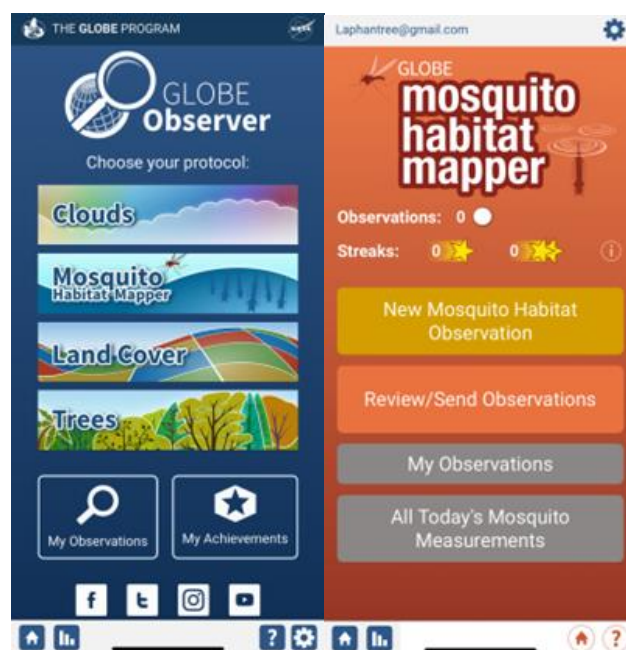 THE GLOBE PROGRAM
NASA
GLOBE
Observer
Choose your protocol:
Clouds
Mosquito
Habitat Mapper
Land Cover
Trees
My Observations
My Achievements
?
Laphantree@gmail.com
GLOBE
mosquito
habitat
mapper
Observations: 0
Streaks: 0 0
New Mosquito Habitat
Observation
Review/Send Observations
My Observations
All Today's Mosquito
Measurements
?